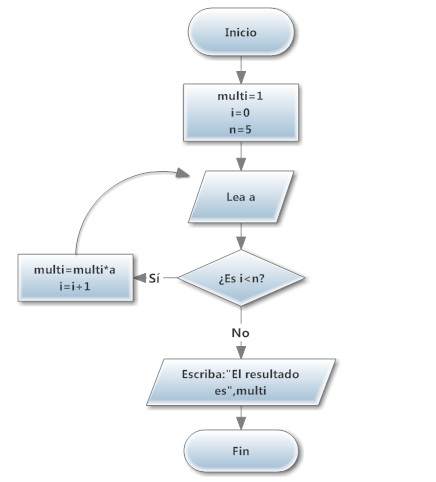 Inicio
multi=1
i=0
n=5
Lea a
¿Es i<n?
Sí
multi=multi*a
i=i+1
No
Escriba:"El resultado
es",multi
Fin